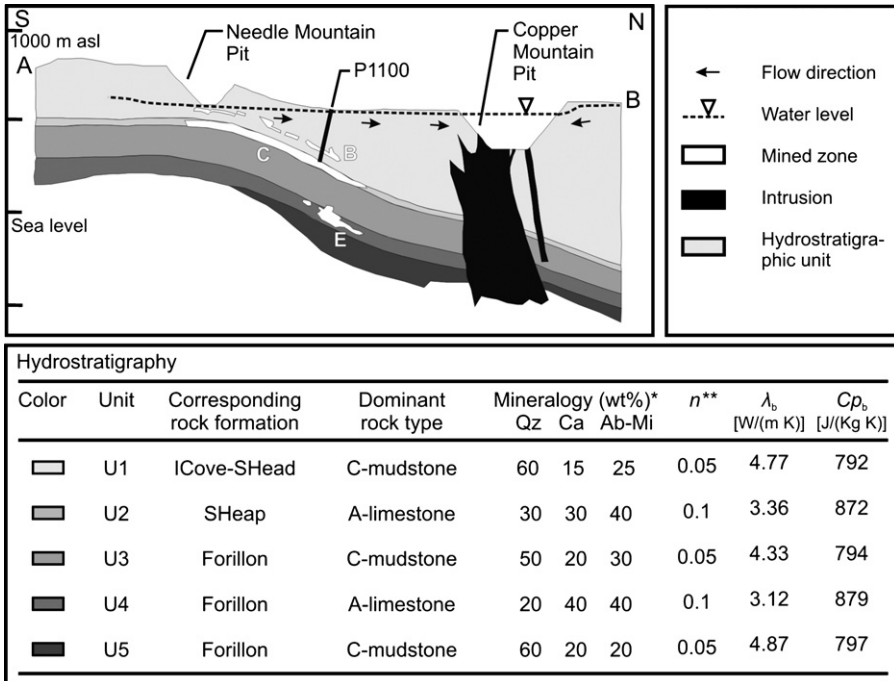 S
N
1000 m asl
A
Needle Mountain
Pit
P1100
Copper
Mountain
Pit
B
C
B
E
Sea level
Flow direction
Water level
Mined zone
Intrusion
Hydrostratigra-
phic unit
Hydrostratigraphy
Color Unit Corresponding rock formation Dominant rock type Mineralogy (wt%)* n** λb Cpb
Qz Ca Ab-Mi [W/(m K)] [J/(Kg K)]
U1 ICove-SHead C-mudstone 60 15 25 0.05 4.77 792
U2 SHeap A-limestone 30 30 40 0.1 3.36 872
U3 Forillon C-mudstone 50 20 30 0.05 4.33 794
U4 Forillon A-limestone 20 40 40 0.1 3.12 879
U5 Forillon C-mudstone 60 20 20 0.05 4.87 797